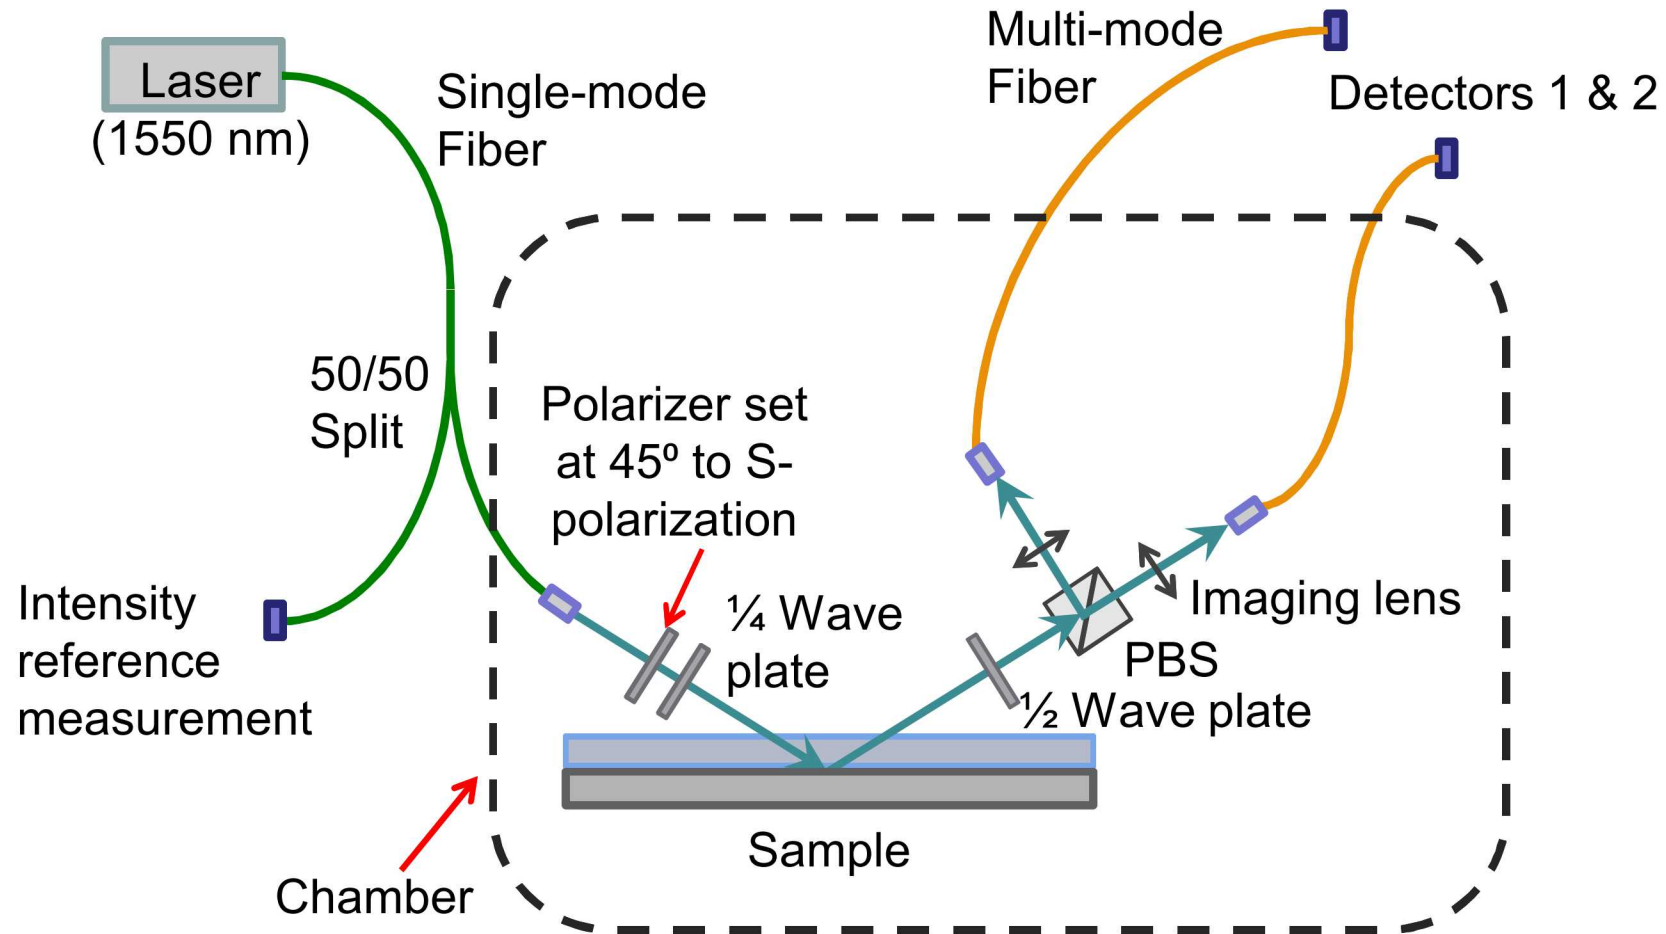 Laser
(1550 nm)
Single-mode
Fiber
Multi-mode
Fiber
Detectors 1 & 2
50/50
Split
Polarizer set
at 45º to S-
polarization
¼ Wave
plate
Imaging lens
PBS
½ Wave plate
Intensity
reference
measurement
Sample
Chamber